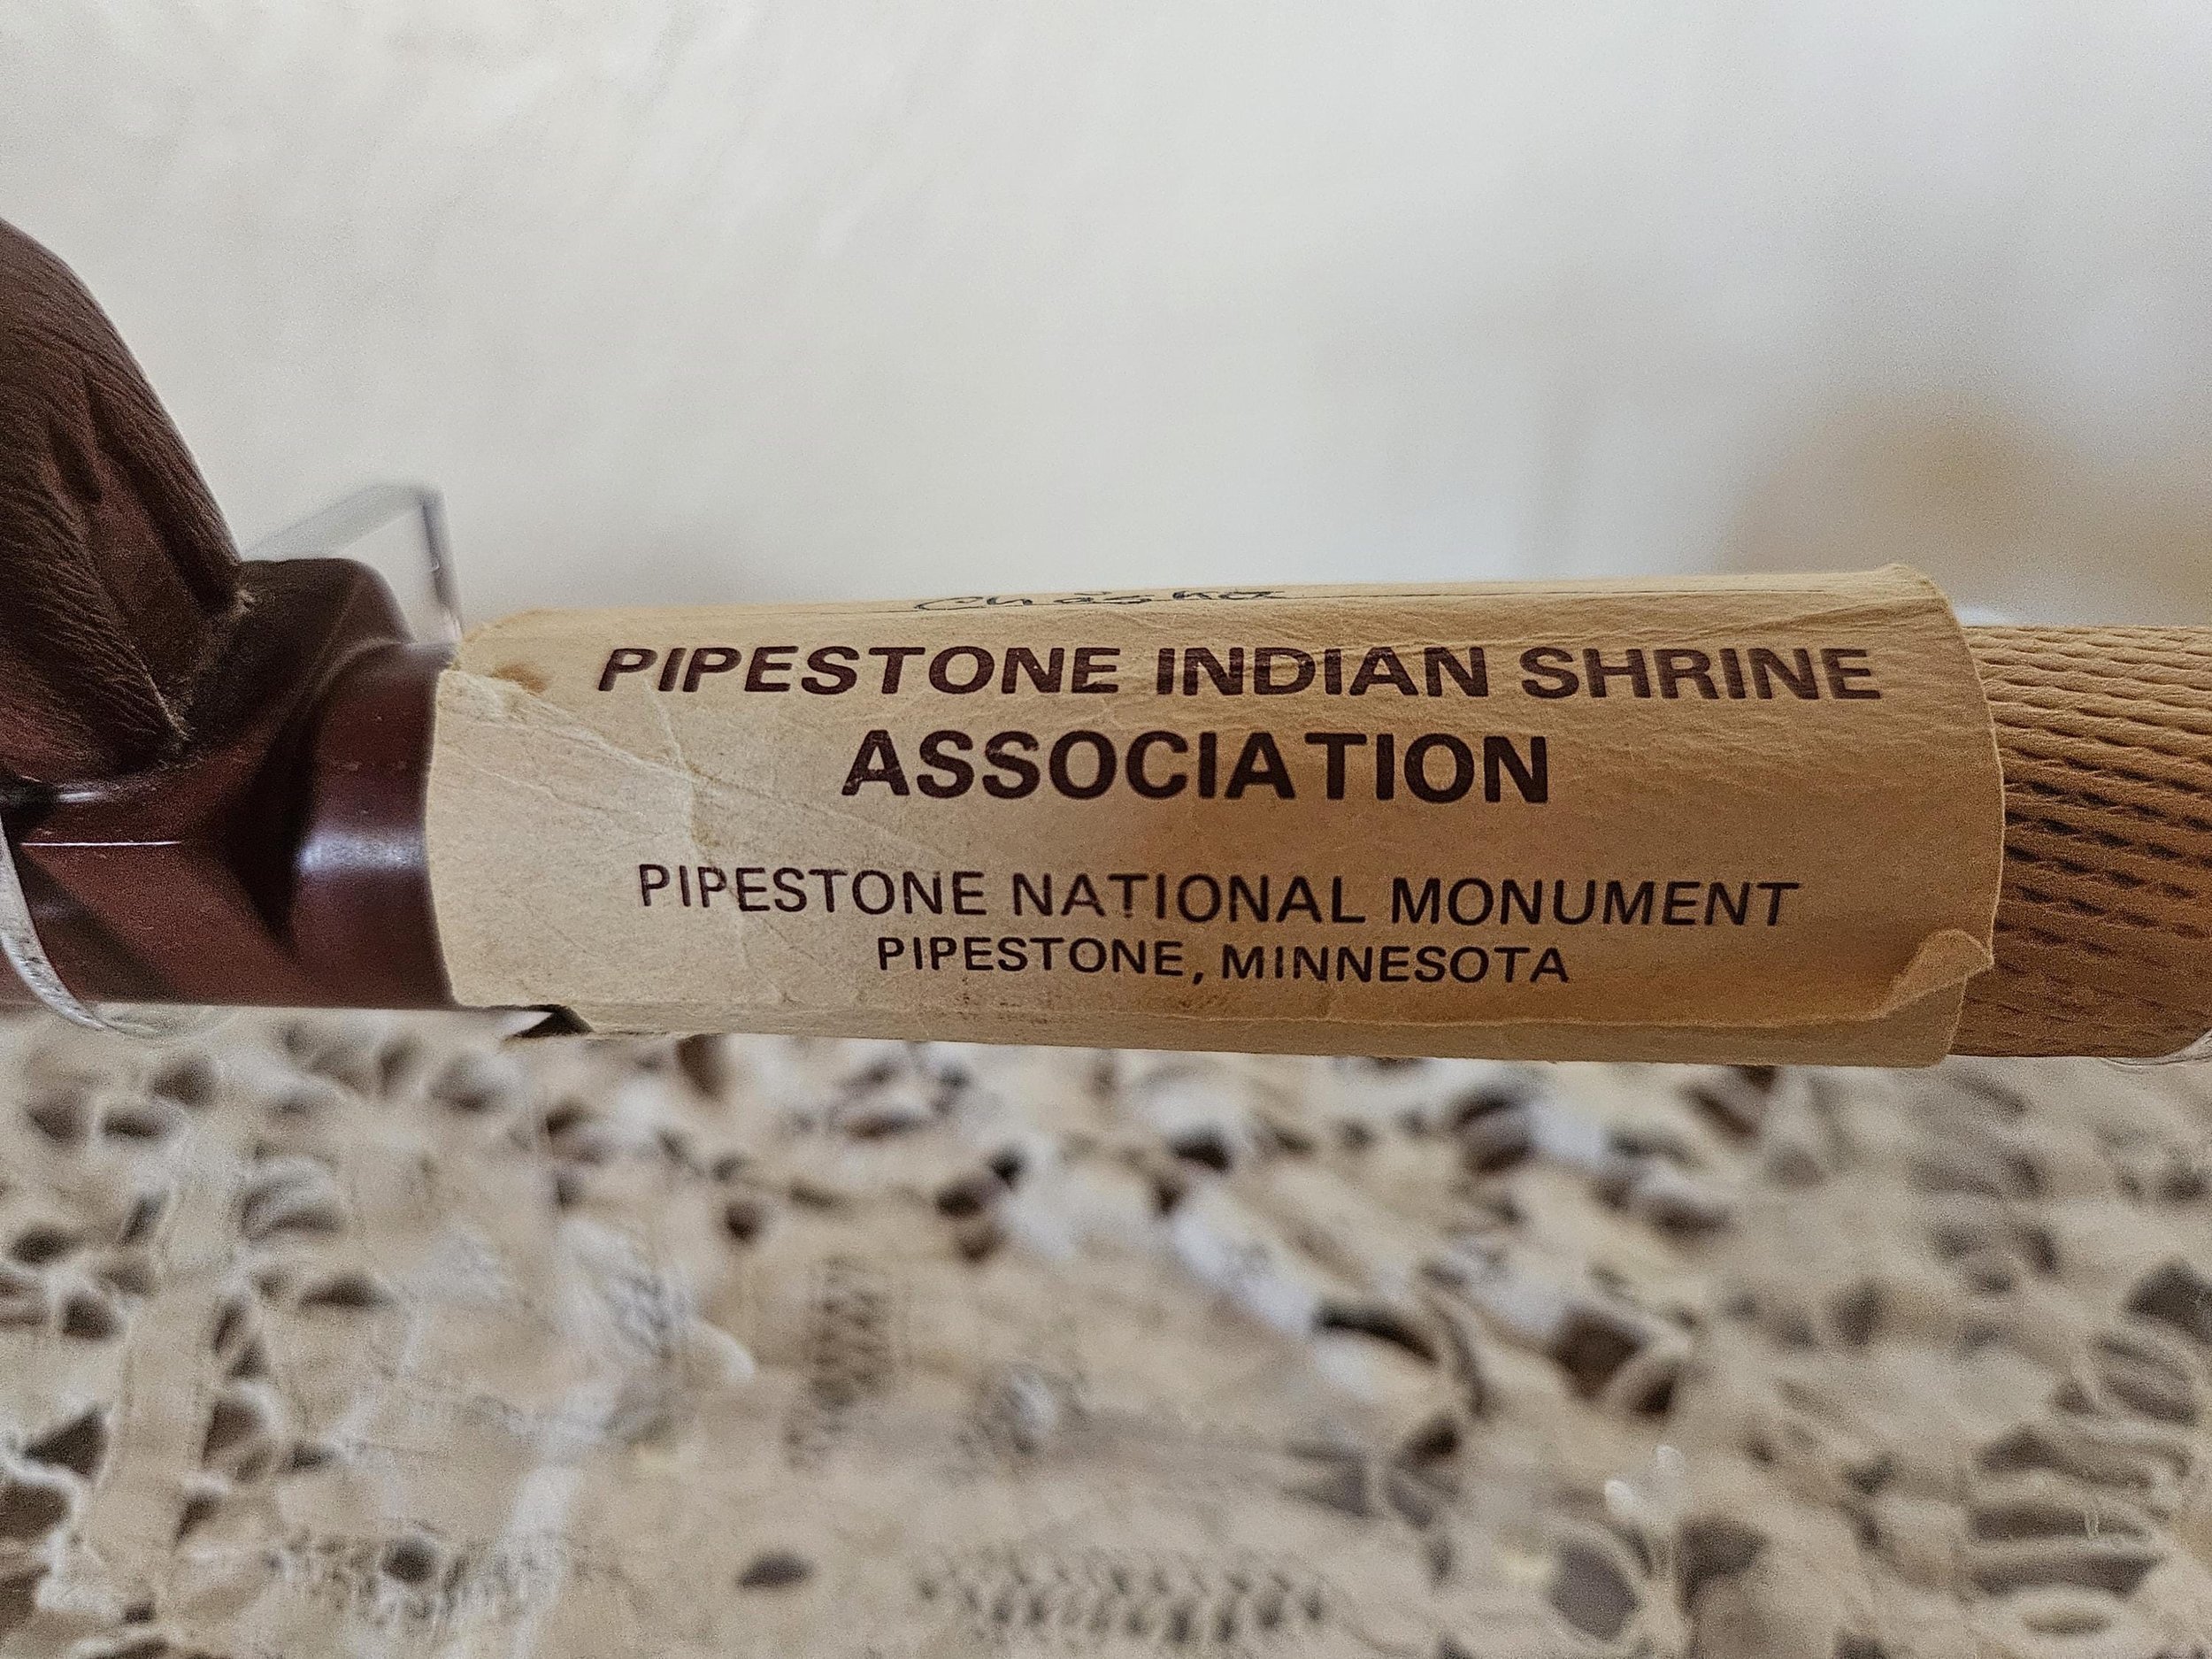 PIPESTONE INDIAN SHRINE
ASSOCIATION
PIPESTONE NATIONAL MONUMENT
PIPESTONE, MINNESOTA